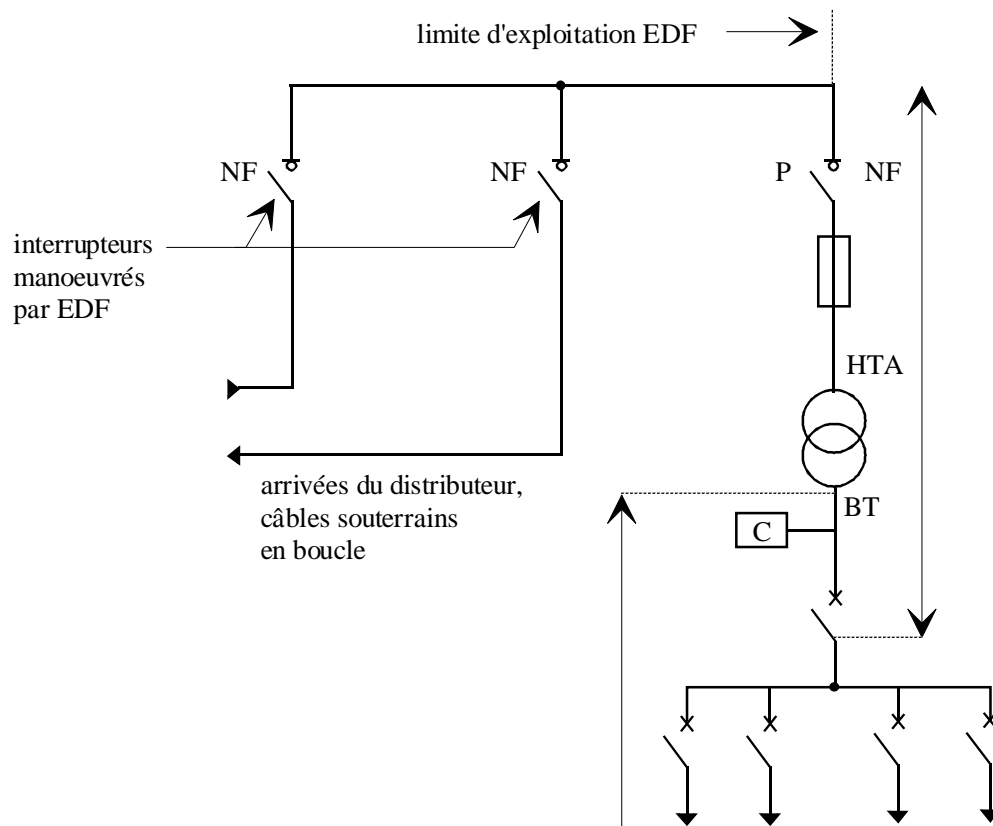 limite d'exploitation EDF
NF
NF
P
NF
interrupteurs
manoeuvrés
par EDF
HTA
arrivées du distributeur,
câbles souterrains
en boucle
BT
C